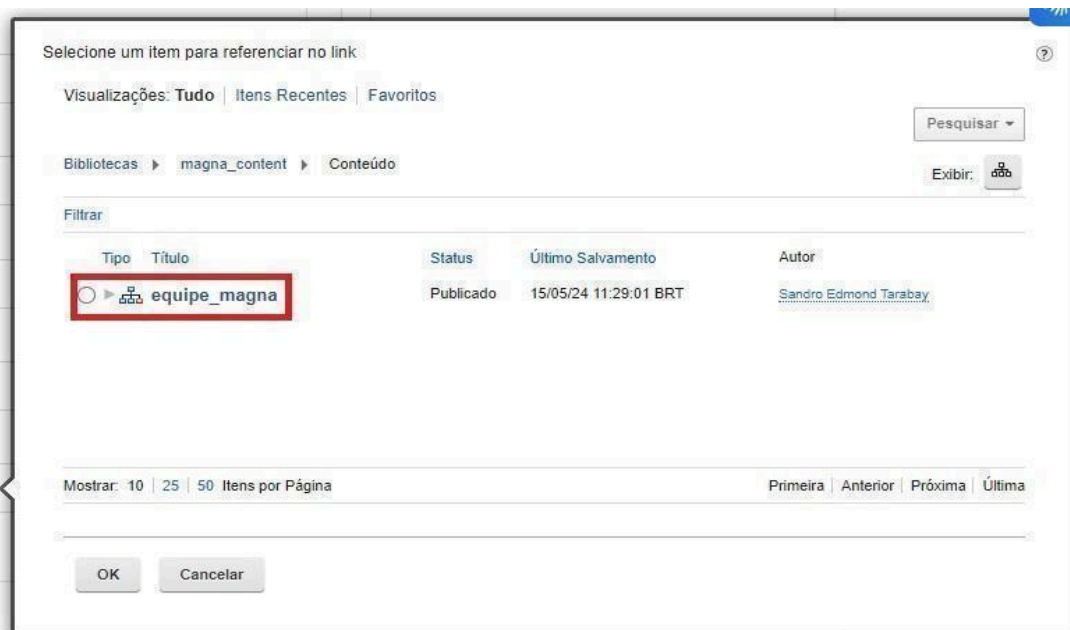 Selecione um item para referenciar no link
?
Visualizações: Tudo | Itens Recentes | Favoritos
Pesquisar
Bibliotecas magna_content Conteúdo
Exibir:
Filtrar
Tipo Título Status Último Salvamento Autor
equipe_magna Publicado 15/05/24 11:29:01 BRT Sandro Edmond Tarabay
Mostrar: 10 | 25 | 50 Itens por Página Primeira | Anterior | Próxima | Última
OK Cancelar